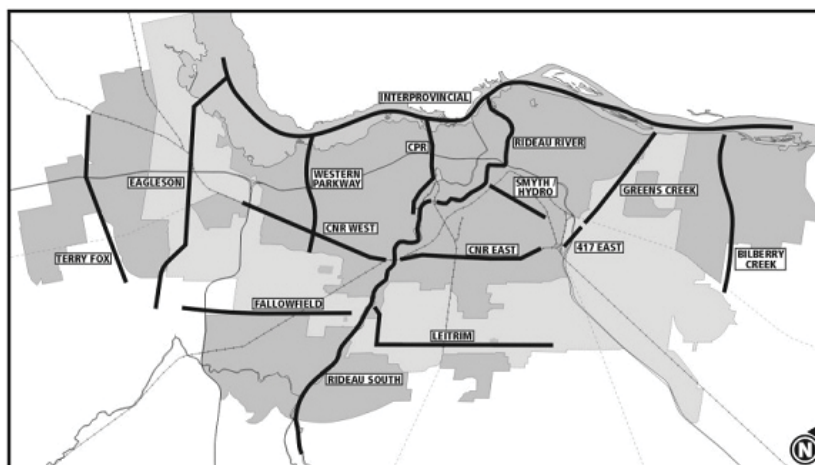 INTERPROVINCIAL
RIDEAU RIVER
CPR
WESTERN
PARKWAY
EAGLESON
SMYTH /
HYDRO
GREENS CREEK
CNR WEST
CNR EAST
417 EAST
TERRY FOX
BILBERRY
CREEK
FALLOWFIELD
LEITRIM
RIDEAU SOUTH
N